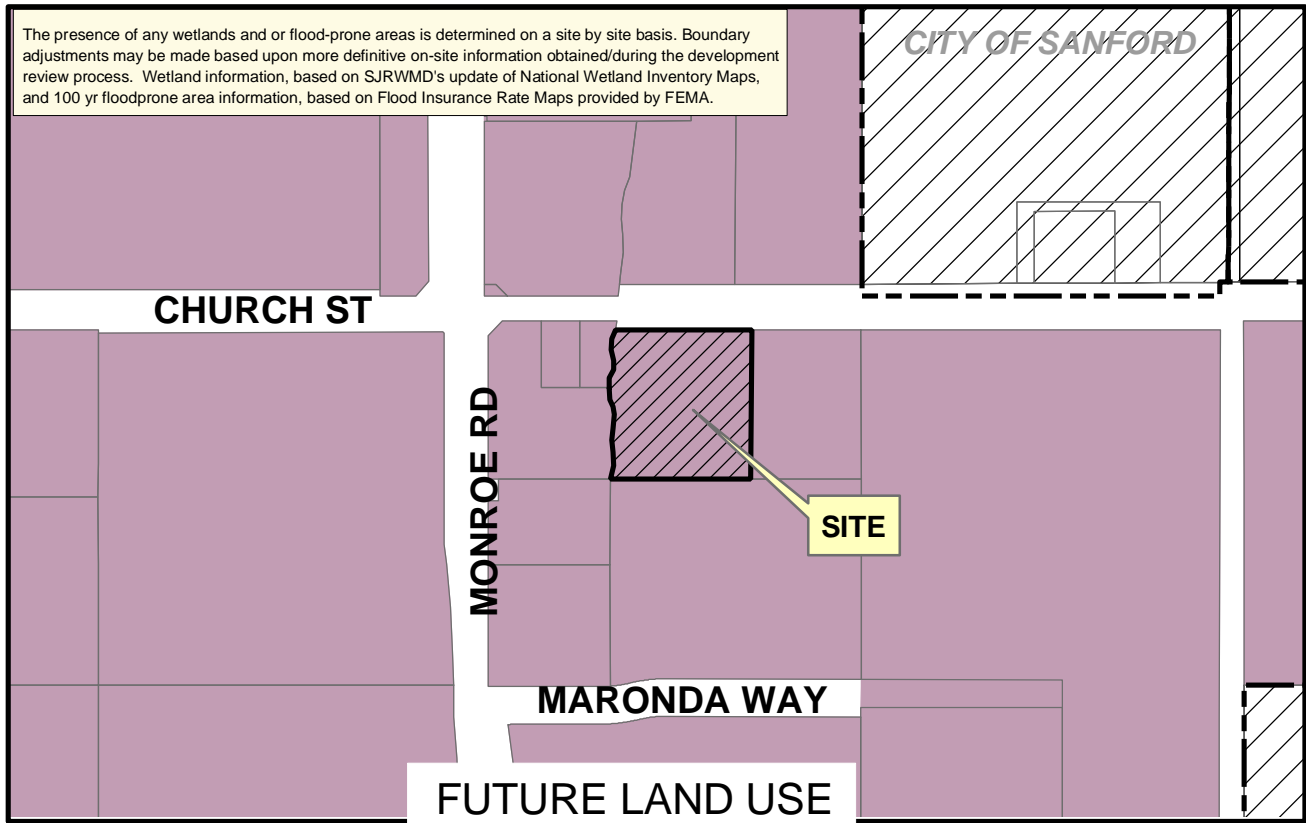 The presence of any wetlands and or flood-prone areas is determined on a site by site basis. Boundary
adjustments may be made based upon more definitive on-site information obtained/during the development
review process.  Wetland information, based on SJRWMD's update of National Wetland Inventory Maps,
and 100 yr floodprone area information, based on Flood Insurance Rate Maps provided by FEMA.
CITY OF SANFORD
CHURCH ST
MONROE RD
SITE
MARONDA WAY
FUTURE LAND USE